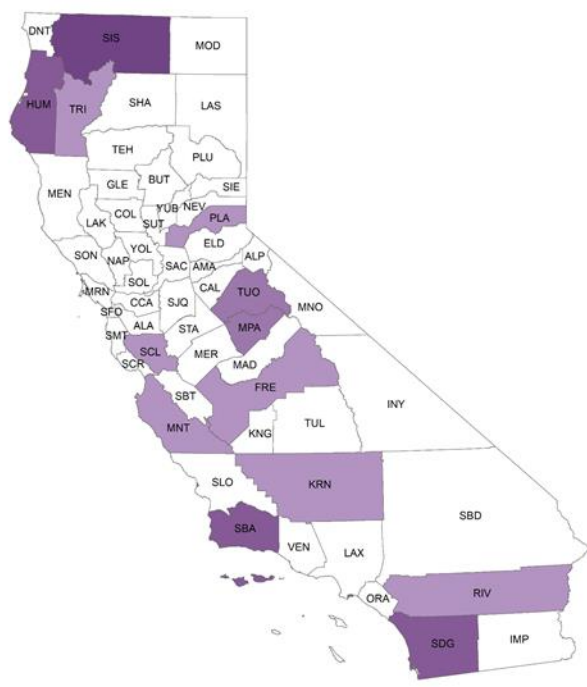 DNT
SIS
MOD
HUM
TRI
SHA
LAS
TEH
PLU
MEN
GLE
BUT
SIE
LAK
COL
YUB
NEV
SUT
PLA
SON
NAP
YOL
ELD
ALP
SAC
AMA
SOL
MRN
CCA
SJQ
CAL
TUO
MNO
SFO
ALA
STA
MPA
SMT
SCL
SCR
MER
MAD
SBT
FRE
INY
MNT
KNG
TUL
SLO
KRN
SBD
SBA
VEN
LAX
ORA
RIV
SDG
IMP